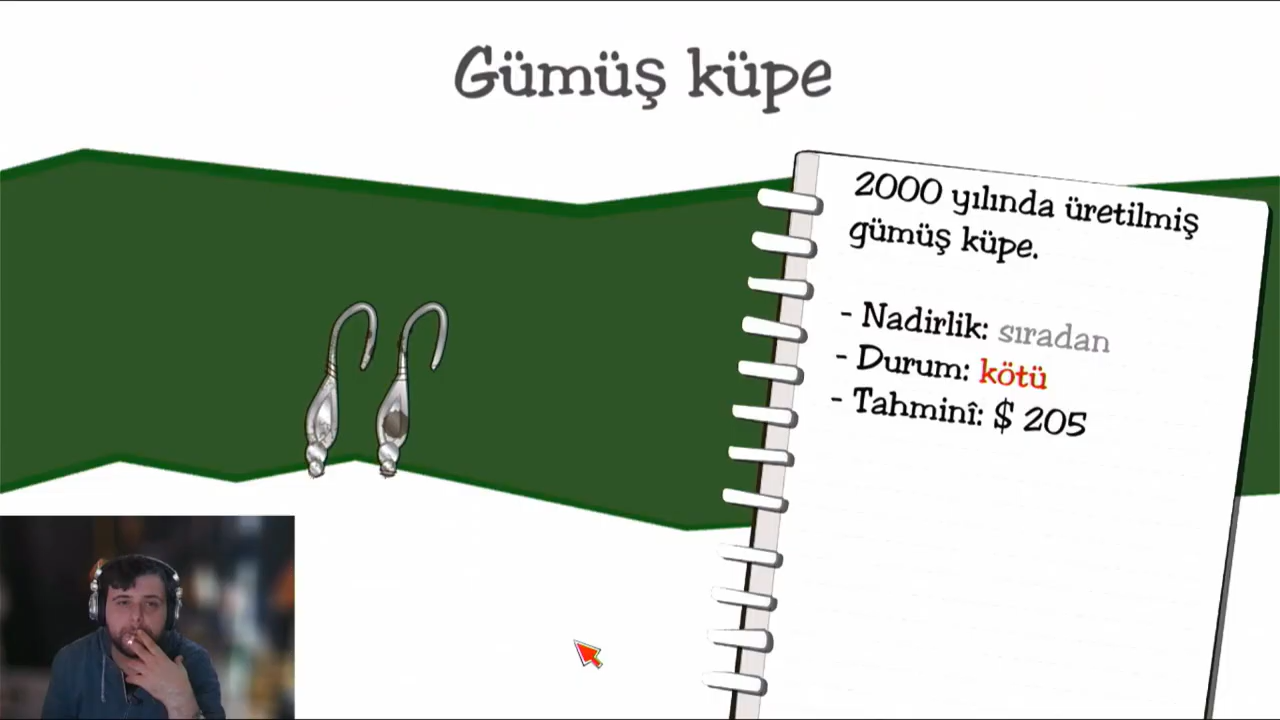 Gümüş küpe
2000 yılında üretilmiş
gümüş küpe.
- Nadirlik: sıradan
- Durum: kötü
- Tahminî: $ 205